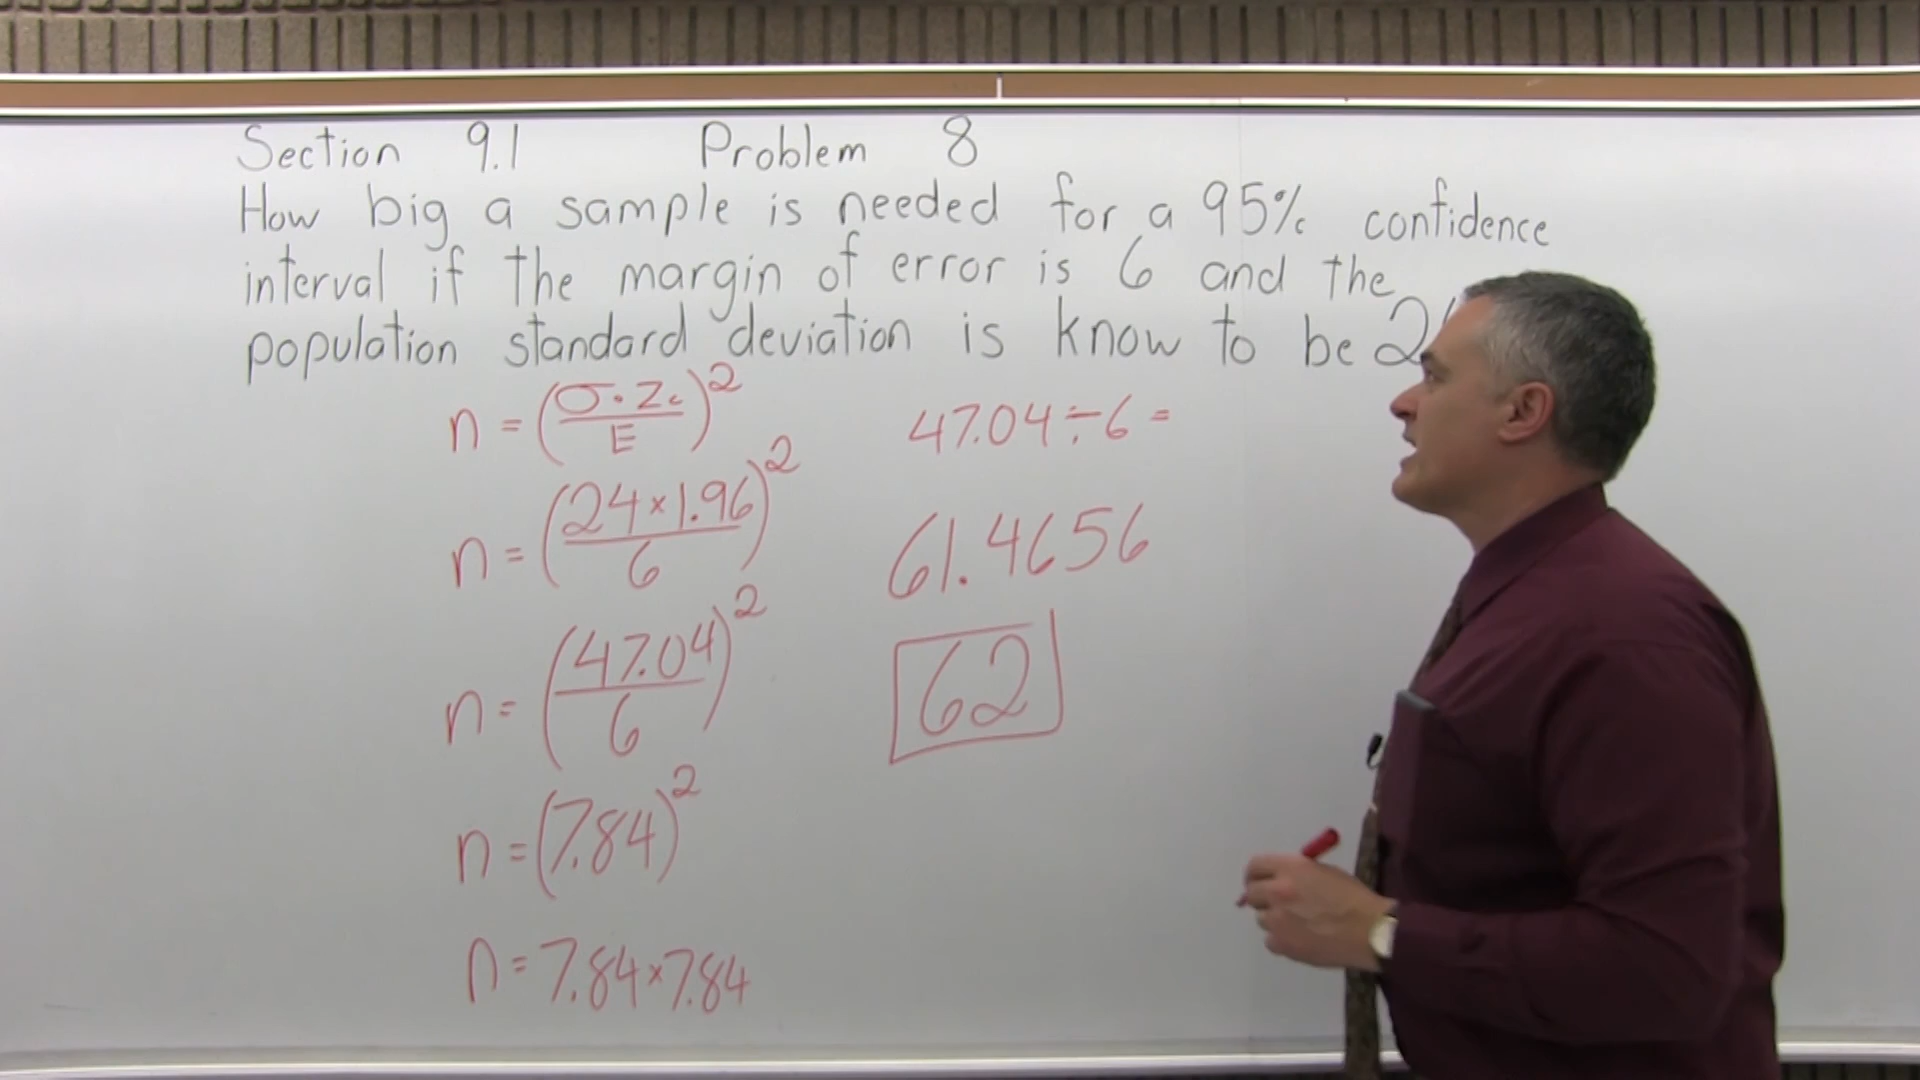 Section 9.1 Problem 8
How big a sample is needed for a 95% confidence
interval if the margin of error is 6 and the
population standard deviation is know to be
n = (σ·Zc/E)²
n = (24×1.96/6)²
n = (47.04/6)²
n = (7.84)²
n = 7.84×7.84
47.04÷6=
61.4656
62